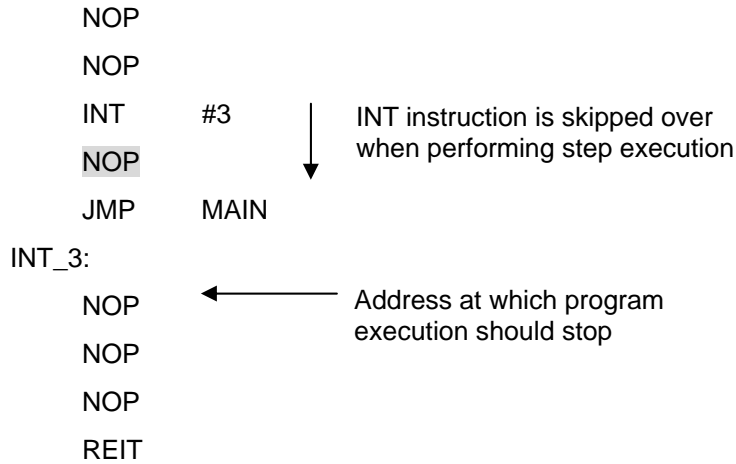 NOP
NOP
INT #3
INT instruction is skipped over
when performing step execution
NOP
JMP MAIN
INT_3:
NOP
Address at which program
execution should stop
NOP
NOP
REIT